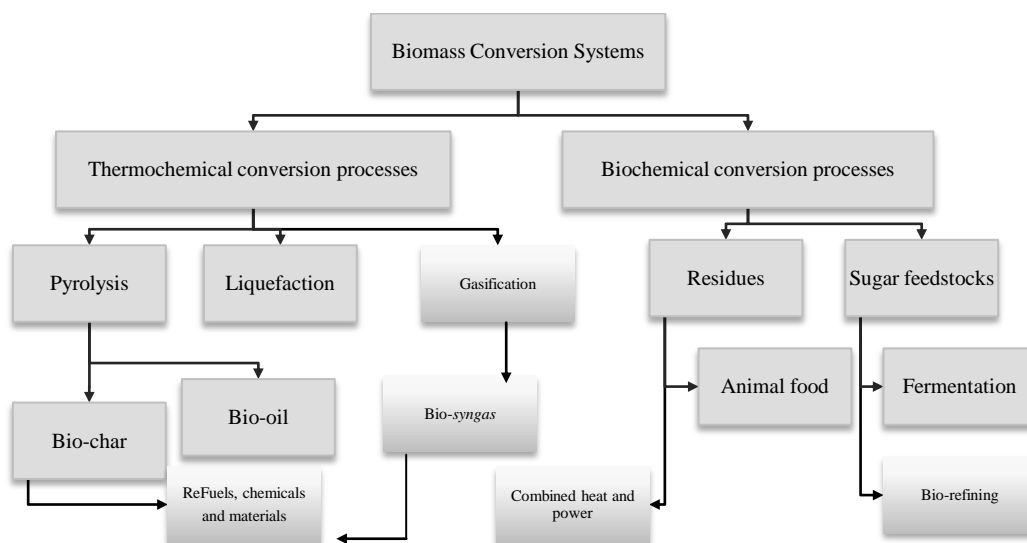 Biomass Conversion Systems
Thermochemical conversion processes
Biochemical conversion processes
Pyrolysis
Liquefaction
Gasification
Residues
Sugar feedstocks
Animal food
Fermentation
Bio-char
Bio-oil
Bio-syngas
ReFuels, chemicals
and materials
Combined heat and
power
Bio-refining